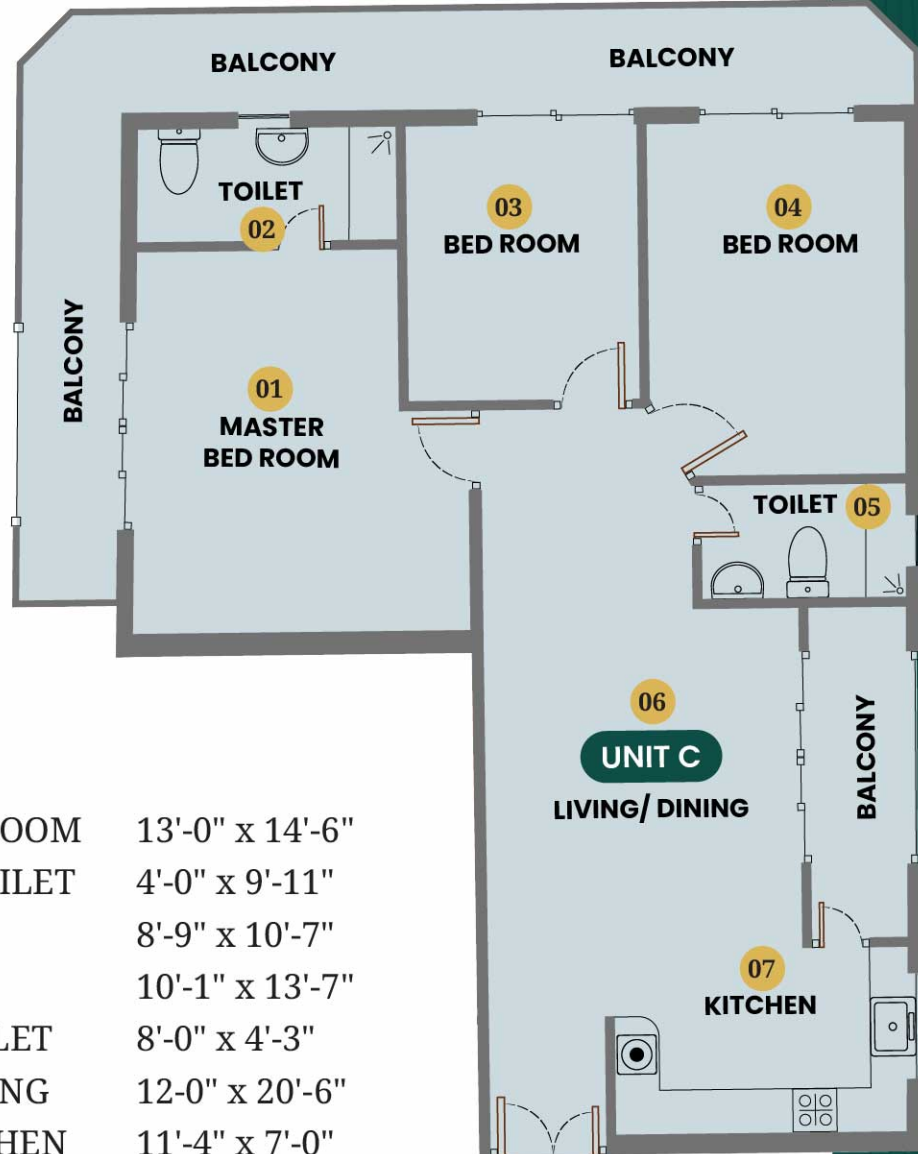 BALCONY
BALCONY
TOILET
02
03
BED ROOM
04
BED ROOM
BALCONY
01
MASTER
BED ROOM
TOILET 05
06
UNIT C
LIVING/ DINING
BALCONY
07
KITCHEN
OOM 13'-0" x 14'-6"
ILET 4'-0" x 9'-11"
8'-9" x 10'-7"
10'-1" x 13'-7"
LET 8'-0" x 4'-3"
NG 12-0" x 20'-6"
HEN 11'-4" x 7'-0"